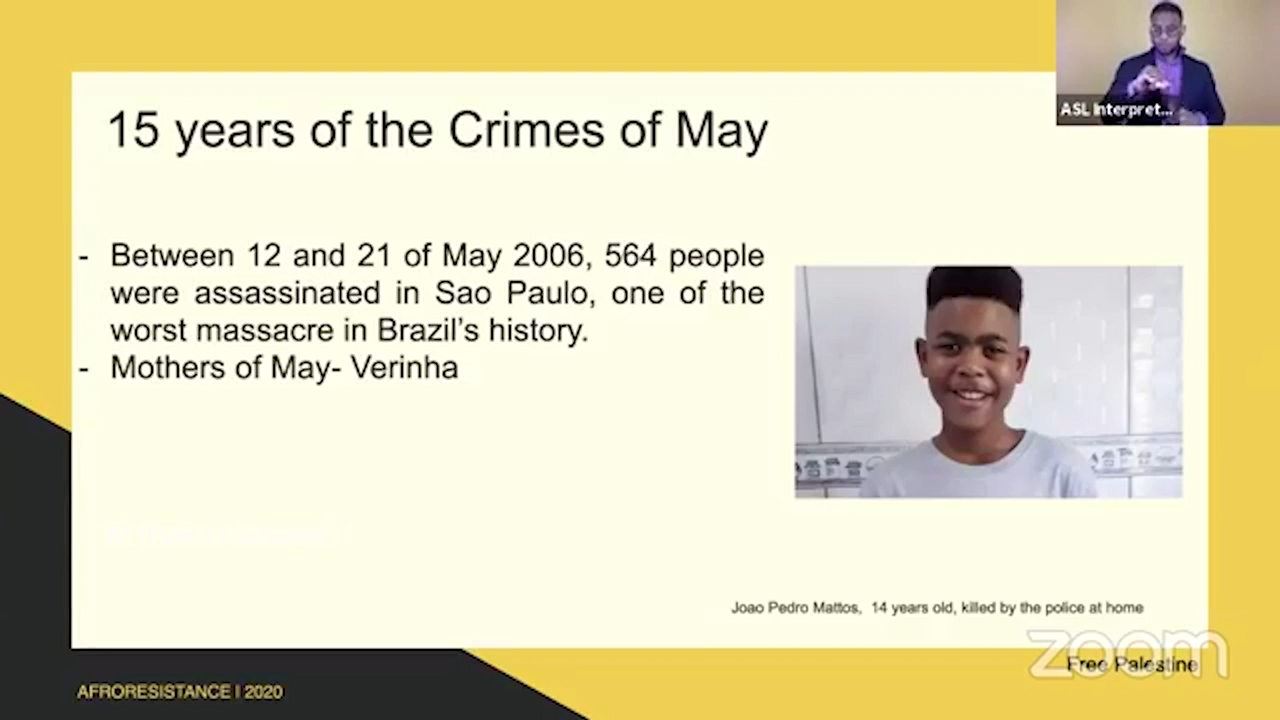 ASL Interpret...
15 years of the Crimes of May
- Between 12 and 21 of May 2006, 564 people
were assassinated in Sao Paulo, one of the
worst massacre in Brazil's history.
- Mothers of May- Verinha
Joao Pedro Mattos, 14 years old, killed by the police at home
zoom
Free Palestine
AFRORESISTANCE | 2020